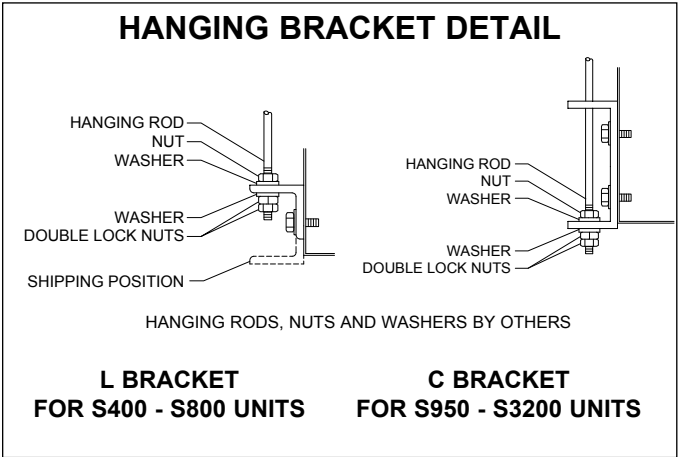 HANGING BRACKET DETAIL
HANGING ROD
NUT
WASHER
WASHER
DOUBLE LOCK NUTS
SHIPPING POSITION
HANGING ROD
NUT
WASHER
WASHER
DOUBLE LOCK NUTS
HANGING RODS, NUTS AND WASHERS BY OTHERS
L BRACKET
FOR S400 - S800 UNITS
C BRACKET
FOR S950 - S3200 UNITS